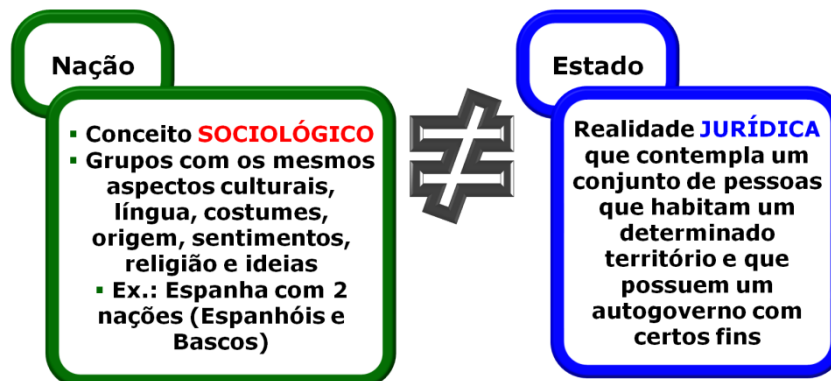 Nação
▪ Conceito SOCIOLÓGICO
▪ Grupos com os mesmos
aspectos culturais,
língua, costumes,
origem, sentimentos,
religião e ideias
▪ Ex.: Espanha com 2
nações (Espanhóis e
Bascos)
≠
Estado
Realidade JURÍDICA
que contempla um
conjunto de pessoas
que habitam um
determinado
território e que
possuem um
autogoverno com
certos fins